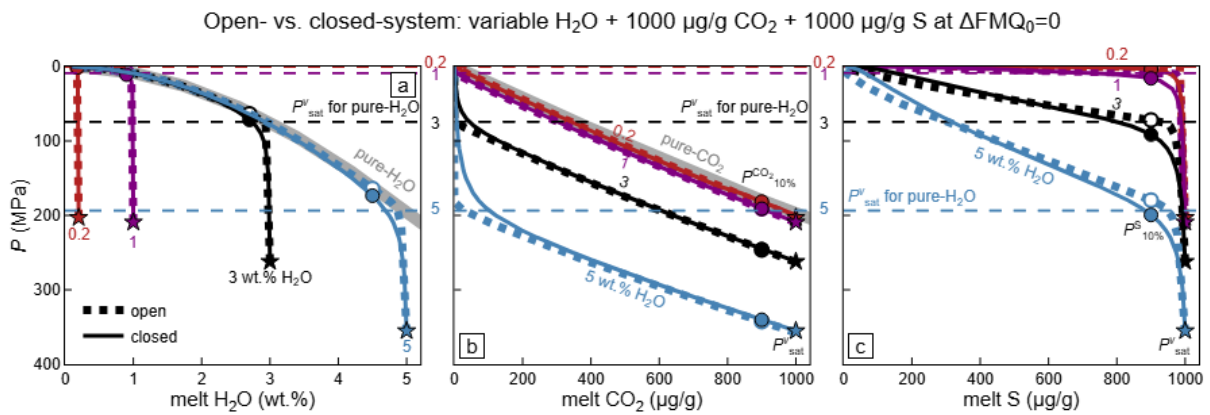 Open- vs. closed-system: variable H₂O + 1000 µg/g CO₂ + 1000 µg/g S at ΔFMQ₀=0
P (MPa)
0
100
200
300
400
a
Pᵛsat for pure-H₂O
pure-H₂O
0.2
1
3 wt.% H₂O
5
open
closed
0
1
2
3
4
5
melt H₂O (wt.%)
0.2
1
3
5
b
Pᵛsat for pure-H₂O
0.2
1
3
pure-CO₂
P^CO₂ 10%
5 wt.% H₂O
Pᵛsat
0
200
400
600
800
1000
melt CO₂ (µg/g)
0.2
1
3
5
c
0.2
1
3
5 wt.% H₂O
Pᵛsat for pure-H₂O
P^S 10%
Pᵛsat
0
200
400
600
800
1000
melt S (µg/g)